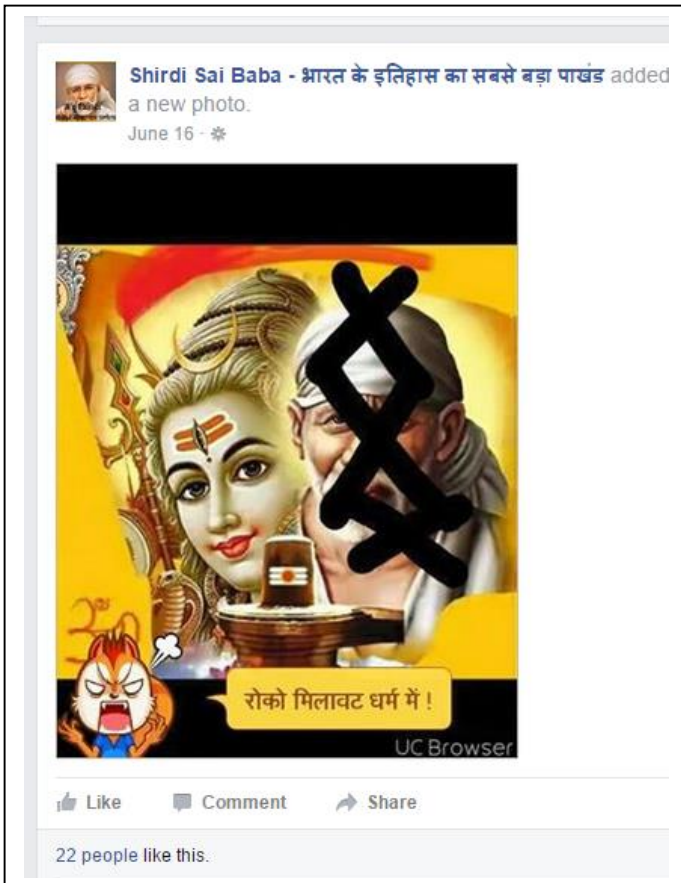 Shirdi Sai Baba - भारत के इतिहास का सबसे बड़ा पाखंड added
a new photo.
June 16 ·
रोको मिलावट धर्म में !
UC Browser
Like Comment Share
22 people like this.